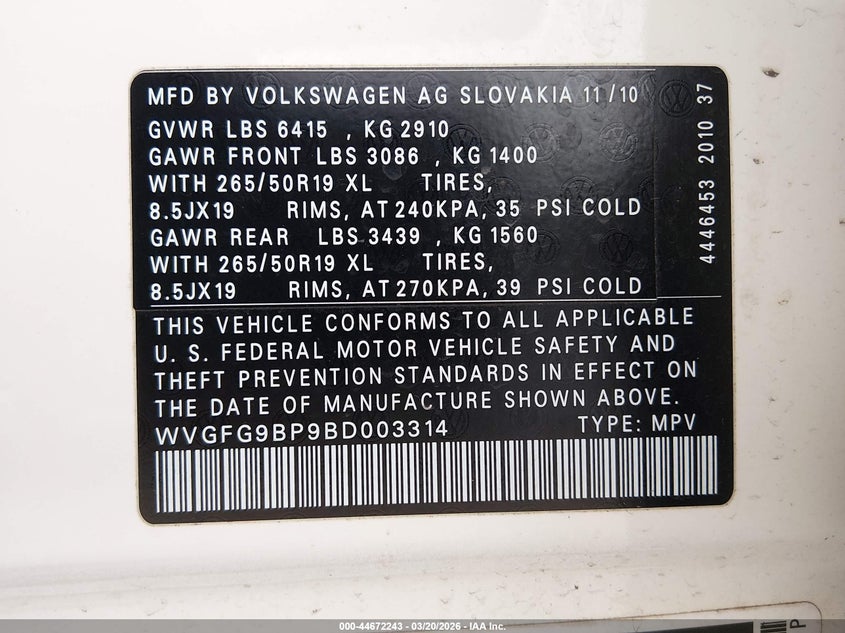 MFD BY VOLKSWAGEN AG SLOVAKIA 11/10
GVWR LBS 6415 , KG 2910
GAWR FRONT LBS 3086 , KG 1400
WITH 265/50R19 XL TIRES,
8.5JX19 RIMS, AT 240KPA, 35 PSI COLD
GAWR REAR LBS 3439 , KG 1560
WITH 265/50R19 XL TIRES,
8.5JX19 RIMS, AT 270KPA, 39 PSI COLD
4446453 2010 37
THIS VEHICLE CONFORMS TO ALL APPLICABLE
U. S. FEDERAL MOTOR VEHICLE SAFETY AND
THEFT PREVENTION STANDARDS IN EFFECT ON
THE DATE OF MANUFACTURE SHOWN ABOVE.
WVGFG9BP9BD003314 TYPE: MPV
P
000-44672243 - 03/20/2026 - IAA Inc.